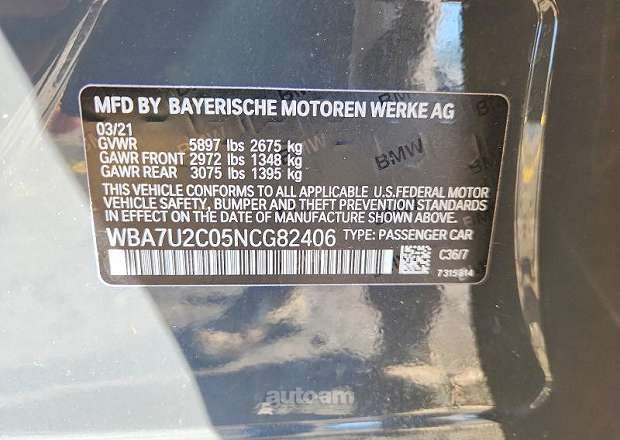 MFD BY BAYERISCHE MOTOREN WERKE AG
03/21
GVWR 5897 lbs 2675 kg
GAWR FRONT 2972 lbs 1348 kg
GAWR REAR 3075 lbs 1395 kg
BMW
THIS VEHICLE CONFORMS TO ALL APPLICABLE U.S.FEDERAL MOTOR
VEHICLE SAFETY, BUMPER AND THEFT PREVENTION STANDARDS
IN EFFECT ON THE DATE OF MANUFACTURE SHOWN ABOVE.
WBA7U2C05NCG82406 TYPE: PASSENGER CAR
C36/7
7315814
autoam